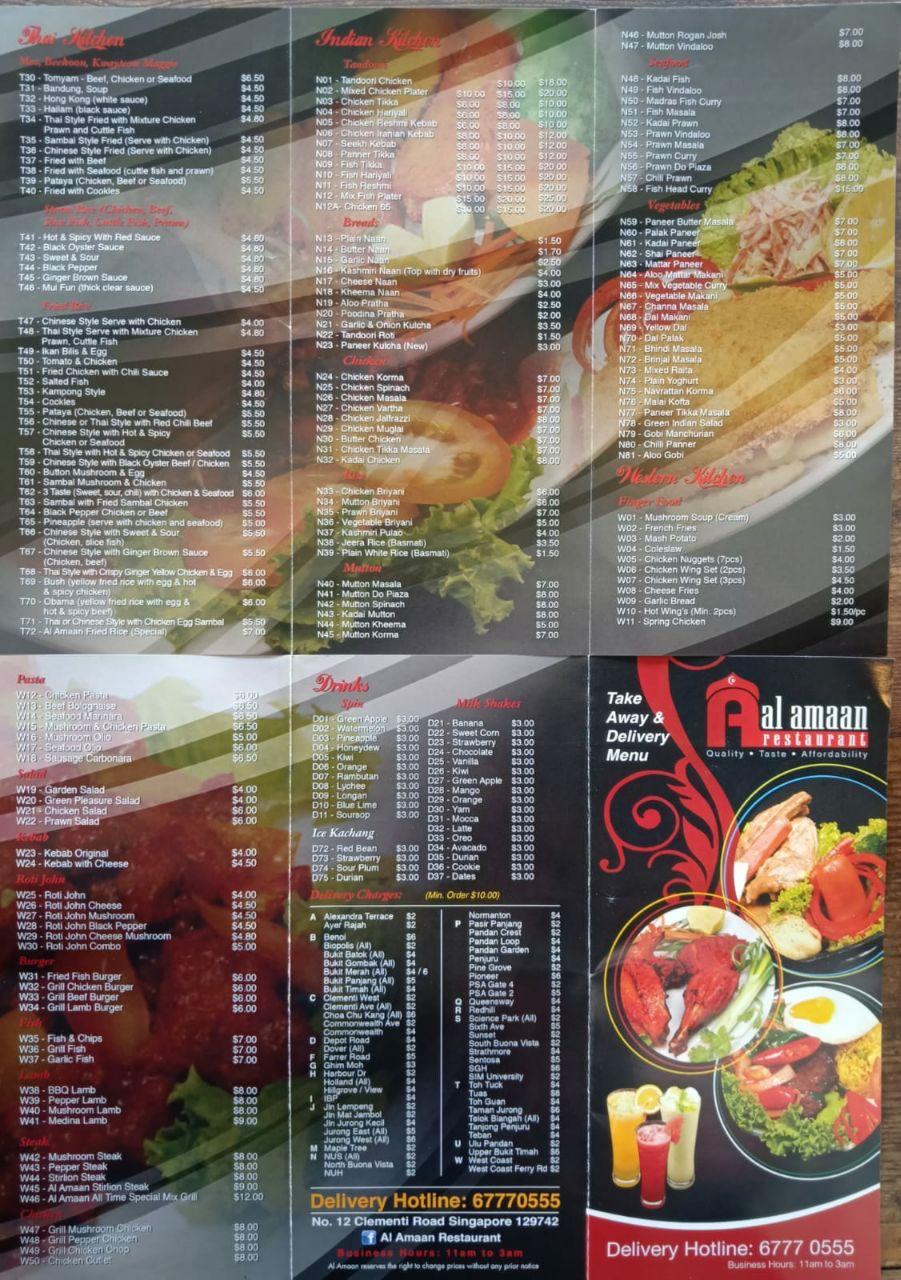 Thai Kitchen
Mee, Beehoon, Kwayteow Maggie
T30 - Tomyam - Beef, Chicken or Seafood $6.50
T31 - Bandung, Soup $4.50
T32 - Hong Kong (white sauce) $4.50
T33 - Hailam (black sauce) $4.50
T34 - Thai Style Fried with Mixture Chicken $4.80
Prawn and Cuttle Fish
T35 - Sambal Style Fried (Serve with Chicken) $4.50
T36 - Chinese Style Fried (Serve with Chicken) $4.50
T37 - Fried with Beef $4.50
T38 - Fried with Seafood (cuttle fish and prawn) $4.50
T39 - Pataya (Chicken, Beef or Seafood) $5.50
T40 - Fried with Cockles $4.50
T41 - Hot & Spicy With Red Sauce $4.80
T42 - Black Oyster Sauce $4.80
T43 - Sweet & Sour $4.80
T44 - Black Pepper $4.80
T45 - Ginger Brown Sauce $4.80
T46 - Mui Fun (thick clear sauce) $4.50
Fried Rice
T47 - Chinese Style Serve with Chicken $4.00
T48 - Thai Style Serve with Mixture Chicken $4.80
Prawn, Cuttle Fish
T49 - Ikan Bilis & Egg $4.50
T50 - Tomato & Chicken $4.50
T51 - Fried Chicken with Chili Sauce $4.50
T52 - Salted Fish $4.00
T53 - Kampong Style $4.80
T54 - Cockles $4.50
T55 - Pataya (Chicken, Beef or Seafood) $5.50
T56 - Chinese or Thai Style with Red Chili Beef $5.50
T57 - Chinese Style with Hot & Spicy $5.50
Chicken or Seafood
T58 - Thai Style with Hot & Spicy Chicken or Seafood $5.50
T59 - Chinese Style with Black Oyster Beef / Chicken $5.50
T60 - Button Mushroom & Egg $4.50
T61 - Sambal Mushroom & Chicken $5.50
T62 - 3 Taste (Sweet, sour, chili) with Chicken & Seafood $6.00
T63 - Sambal with Fried Sambal Chicken $5.50
T64 - Black Pepper Chicken or Beef $5.50
T65 - Pineapple (serve with chicken and seafood) $5.00
T66 - Chinese Style with Sweet & Sour $5.50
(Chicken, slice fish)
T67 - Chinese Style with Ginger Brown Sauce $5.50
(Chicken, beef)
T68 - Thai Style with Crispy Ginger Yellow Chicken & Egg $6.00
T69 - Bush (yellow fried rice with egg & hot $6.00
& spicy chicken)
T70 - Obama (yellow fried rice with egg & $6.00
hot & spicy beef)
T71 - Thai or Chinese Style with Chicken Egg Sambal $5.50
T72 - Al Amaan Fried Rice (Special) $7.00
Indian Kitchen
Tandoori
N01 - Tandoori Chicken $10.00 $18.00
N02 - Mixed Chicken Plater $10.00 $15.00 $20.00
N03 - Chicken Tikka $6.00 $8.00 $10.00
N04 - Chicken Hariyal $6.00 $8.00 $10.00
N05 - Chicken Reshmi Kebab $6.00 $8.00 $10.00
N06 - Chicken Iranian Kebab $8.00 $10.00 $12.00
N07 - Seekh Kebab $8.00 $10.00 $12.00
N08 - Panner Tikka $8.00 $10.00 $12.00
N09 - Fish Tikka $10.00 $15.00 $20.00
N10 - Fish Hariyali $10.00 $15.00 $20.00
N11 - Fish Reshmi $10.00 $15.00 $20.00
N12 - Mix Fish Plater $15.00 $20.00 $25.00
N12A- Chicken 65 $10.00 $15.00 $20.00
Breads
N13 - Plain Naan $1.50
N14 - Butter Naan $1.70
N15 - Garlic Naan $2.50
N16 - Kashmiri Naan (Top with dry fruits) $4.00
N17 - Cheese Naan $3.00
N18 - Kheema Naan $4.00
N19 - Aloo Pratha $2.50
N20 - Poodina Pratha $2.00
N21 - Garlic & Onion Kulcha $3.50
N22 - Tandoori Roti $1.50
N23 - Paneer Kulcha (New) $3.00
Chicken
N24 - Chicken Korma $7.00
N25 - Chicken Spinach $7.00
N26 - Chicken Masala $7.00
N27 - Chicken Vartha $7.00
N28 - Chicken Jalfrazzi $8.00
N29 - Chicken Muglai $7.00
N30 - Butter Chicken $7.00
N31 - Chicken Tikka Masala $7.00
N32 - Kadai Chicken $8.00
Rice
N33 - Chicken Briyani $6.00
N34 - Mutton Briyani $6.00
N35 - Prawn Briyani $7.00
N36 - Vegetable Briyani $5.00
N37 - Kashmiri Pulao $4.00
N38 - Jeera Rice (Basmati) $3.50
N39 - Plain White Rice (Basmati) $1.50
Mutton
N40 - Mutton Masala $7.00
N41 - Mutton Do Piaza $8.00
N42 - Mutton Spinach $8.00
N43 - Kadai Mutton $8.00
N44 - Mutton Kheema $5.00
N45 - Mutton Korma $7.00
N46 - Mutton Rogan Josh $7.00
N47 - Mutton Vindaloo $8.00
Seafood
N48 - Kadai Fish $8.00
N49 - Fish Vindaloo $8.00
N50 - Madras Fish Curry $7.00
N51 - Fish Masala $7.00
N52 - Kadai Prawn $8.00
N53 - Prawn Vindaloo $8.00
N54 - Prawn Masala $7.00
N55 - Prawn Curry $7.00
N56 - Prawn Do Piaza $8.00
N57 - Chili Prawn $8.00
N58 - Fish Head Curry $15.00
Vegetables
N59 - Paneer Butter Masala $7.00
N60 - Palak Paneer $7.00
N61 - Kadai Paneer $8.00
N62 - Shai Paneer $7.00
N63 - Mattar Paneer $7.00
N64 - Aloo Mattar Makani $5.00
N65 - Mix Vegetable Curry $5.00
N66 - Vegetable Makani $5.00
N67 - Channa Masala $5.00
N68 - Dal Makani $5.00
N69 - Yellow Dal $3.00
N70 - Dal Palak $5.00
N71 - Bhindi Masala $5.00
N72 - Brinjal Masala $5.00
N73 - Mixed Raita $4.00
N74 - Plain Yoghurt $3.00
N75 - Navrattan Korma $6.00
N76 - Malai Kofta $5.00
N77 - Paneer Tikka Masala $8.00
N78 - Green Indian Salad $3.00
N79 - Gobi Manchurian $6.00
N80 - Chili Panner $8.00
N81 - Aloo Gobi $5.00
Western Kitchen
Finger Food
W01 - Mushroom Soup (Cream) $3.00
W02 - French Fries $3.00
W03 - Mash Potato $2.00
W04 - Coleslaw $1.50
W05 - Chicken Nuggets (7pcs) $4.00
W06 - Chicken Wing Set (2pcs) $3.50
W07 - Chicken Wing Set (3pcs) $4.50
W08 - Cheese Fries $4.00
W09 - Garlic Bread $2.00
W10 - Hot Wing's (Min. 2pcs) $1.50/pc
W11 - Spring Chicken $9.00
Pasta
W12 - Chicken Pasta $6.00
W13 - Beef Bolognaise $6.50
W14 - Seafood Marinara $6.50
W15 - Mushroom & Chicken Pasta $6.50
W16 - Mushroom Olio $5.00
W17 - Seafood Olio $6.00
W18 - Sausage Carbonara $6.50
Salad
W19 - Garden Salad $4.00
W20 - Green Pleasure Salad $4.00
W21 - Chicken Salad $6.00
W22 - Prawn Salad $6.00
Kebab
W23 - Kebab Original $4.00
W24 - Kebab with Cheese $4.50
Roti John
W25 - Roti John $4.00
W26 - Roti John Cheese $4.50
W27 - Roti John Mushroom $4.50
W28 - Roti John Black Pepper $4.50
W29 - Roti John Cheese Mushroom $4.80
W30 - Roti John Combo $5.00
Burger
W31 - Fried Fish Burger $6.00
W32 - Grill Chicken Burger $6.00
W33 - Grill Beef Burger $6.00
W34 - Grill Lamb Burger $6.00
Fish
W35 - Fish & Chips $7.00
W36 - Grill Fish $7.00
W37 - Garlic Fish $7.00
Lamb
W38 - BBQ Lamb $8.00
W39 - Pepper Lamb $8.00
W40 - Mushroom Lamb $8.00
W41 - Medina Lamb $9.00
Steak
W42 - Mushroom Steak $8.00
W43 - Pepper Steak $8.00
W44 - Stirlion Steak $8.00
W45 - Al Amaan Stirlion Steak $9.00
W46 - Al Amaan All Time Special Mix Grill $12.00
Chicken
W47 - Grill Mushroom Chicken $8.00
W48 - Grill Pepper Chicken $8.00
W49 - Grill Chicken Chop $8.00
W50 - Chicken Cutlet $8.00
Drinks
Spin
D01 - Green Apple $3.00
D02 - Watermelon $3.00
D03 - Pineapple $3.00
D04 - Honeydew $3.00
D05 - Kiwi $3.00
D06 - Orange $3.00
D07 - Rambutan $3.00
D08 - Lychee $3.00
D09 - Longan $3.00
D10 - Blue Lime $3.00
D11 - Soursop $3.00
Ice Kachang
D72 - Red Bean $3.00
D73 - Strawberry $3.00
D74 - Sour Plum $3.00
D75 - Durian $3.00
Milk Shakes
D21 - Banana $3.00
D22 - Sweet Corn $3.00
D23 - Strawberry $3.00
D24 - Chocolate $3.00
D25 - Vanilla $3.00
D26 - Kiwi $3.00
D27 - Green Apple $3.00
D28 - Mango $3.00
D29 - Orange $3.00
D30 - Yam $3.00
D31 - Mocca $3.00
D32 - Latte $3.00
D33 - Oreo $3.00
D34 - Avacado $3.00
D35 - Durian $3.00
D36 - Cookie $3.00
D37 - Dates $3.00
Delivery Charges: (Min. Order $10.00)
A Alexandra Terrace $2
Ayer Rajah $2
B Benoi $6
Biopolis (All) $2
Bukit Batok (All) $4
Bukit Gombak (All) $4
Bukit Merah (All) $4 / 6
Bukit Panjang (All) $5
Bukit Timah (All) $4
C Clementi West $2
Clementi Ave (All) $2
Choa Chu Kang (All) $6
Commonwealth Ave $2
Commonwealth $4
D Depot Road $4
Dover (All) $2
F Farrer Road $5
G Ghim Moh $3
H Harbour Dr $2
Holland (All) $4
Hillgrove / View $4
I IBP $4
J Jln Lempeng $2
Jln Mat Jambol $2
Jln Jurong Kecil $4
Jurong East (All) $5
Jurong West (All) $6
M Maple Tree $2
N NUS (All) $2
North Buona Vista $2
NUH $2
Normanton $4
P Pasir Panjang $2
Pandan Crest $2
Pandan Loop $4
Pandan Garden $4
Penjuru $4
Pine Grove $2
Pioneer $6
PSA Gate 4 $2
PSA Gate 2 $5
Q Queensway $4
R Redhill $4
S Science Park (All) $2
Sixth Ave $5
Sunset $2
South Buona Vista $2
Strathmore $4
Sentosa $5
SGH $6
SIM University $2
T Toh Tuck $4
Tuas $8
Toh Guan $4
Taman Jurong $6
Telok Blangah (All) $4
Tanjong Penjuru $4
Teban $4
U Ulu Pandan $2
Upper Bukit Timah $6
W West Coast $2
West Coast Ferry Rd $2
Delivery Hotline: 67770555
No. 12 Clementi Road Singapore 129742
f Al Amaan Restaurant
Business Hours: 11am to 3am
Al Amaan reserves the right to change prices without any prior notice
Take
Away &
Delivery
Menu
al amaan
restaurant
Quality • Taste • Affordability
Delivery Hotline: 6777 0555
Business Hours: 11am to 3am